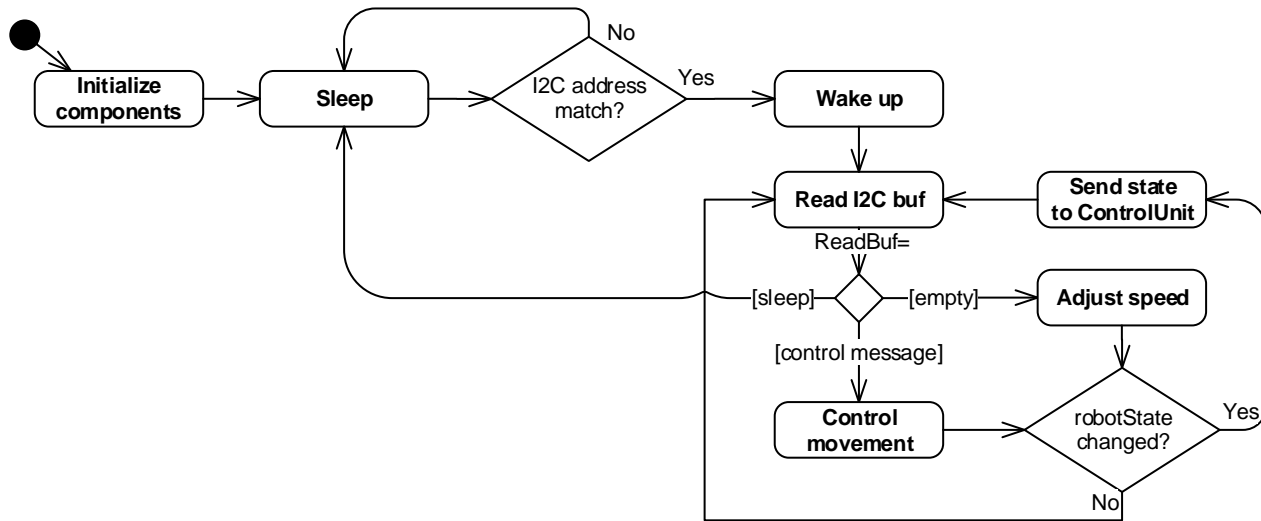 No
Initialize
components
Sleep
I2C address
match?
Yes
Wake up
Read I2C buf
Send state
to ControlUnit
ReadBuf=
[sleep]
[empty]
Adjust speed
[control message]
Control
movement
robotState
changed?
Yes
No